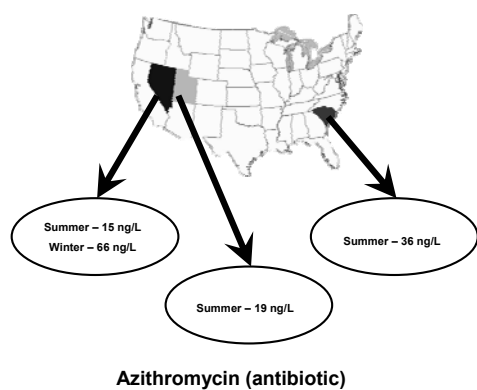 Summer – 15 ng/L
Winter – 66 ng/L
Summer – 36 ng/L
Summer – 19 ng/L
Azithromycin (antibiotic)